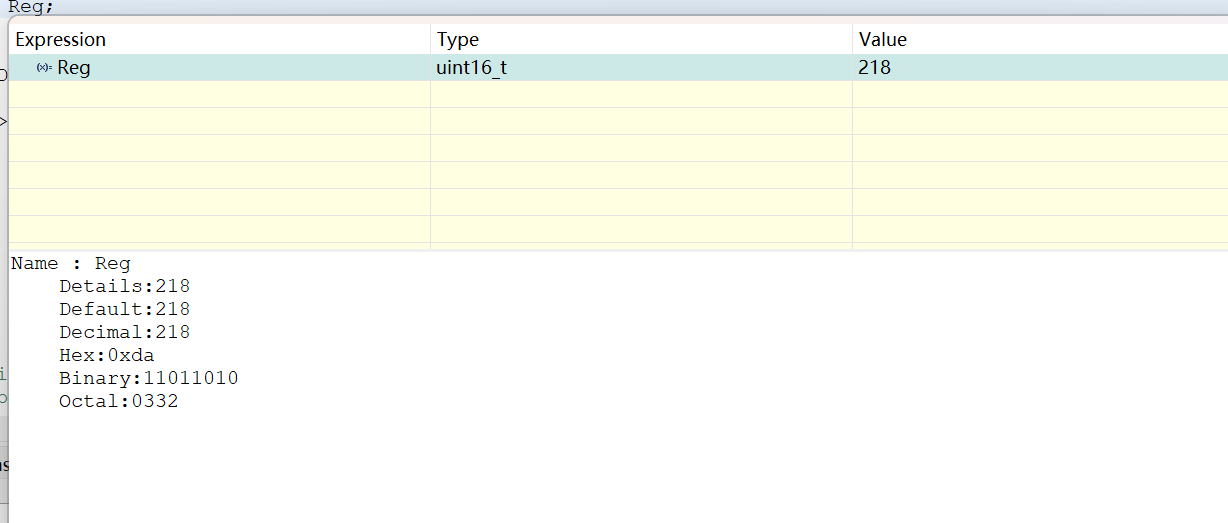 Reg;
Expression Type Value
(x)= Reg uint16_t 218
Name : Reg
Details:218
Default:218
Decimal:218
Hex:0xda
Binary:11011010
Octal:0332